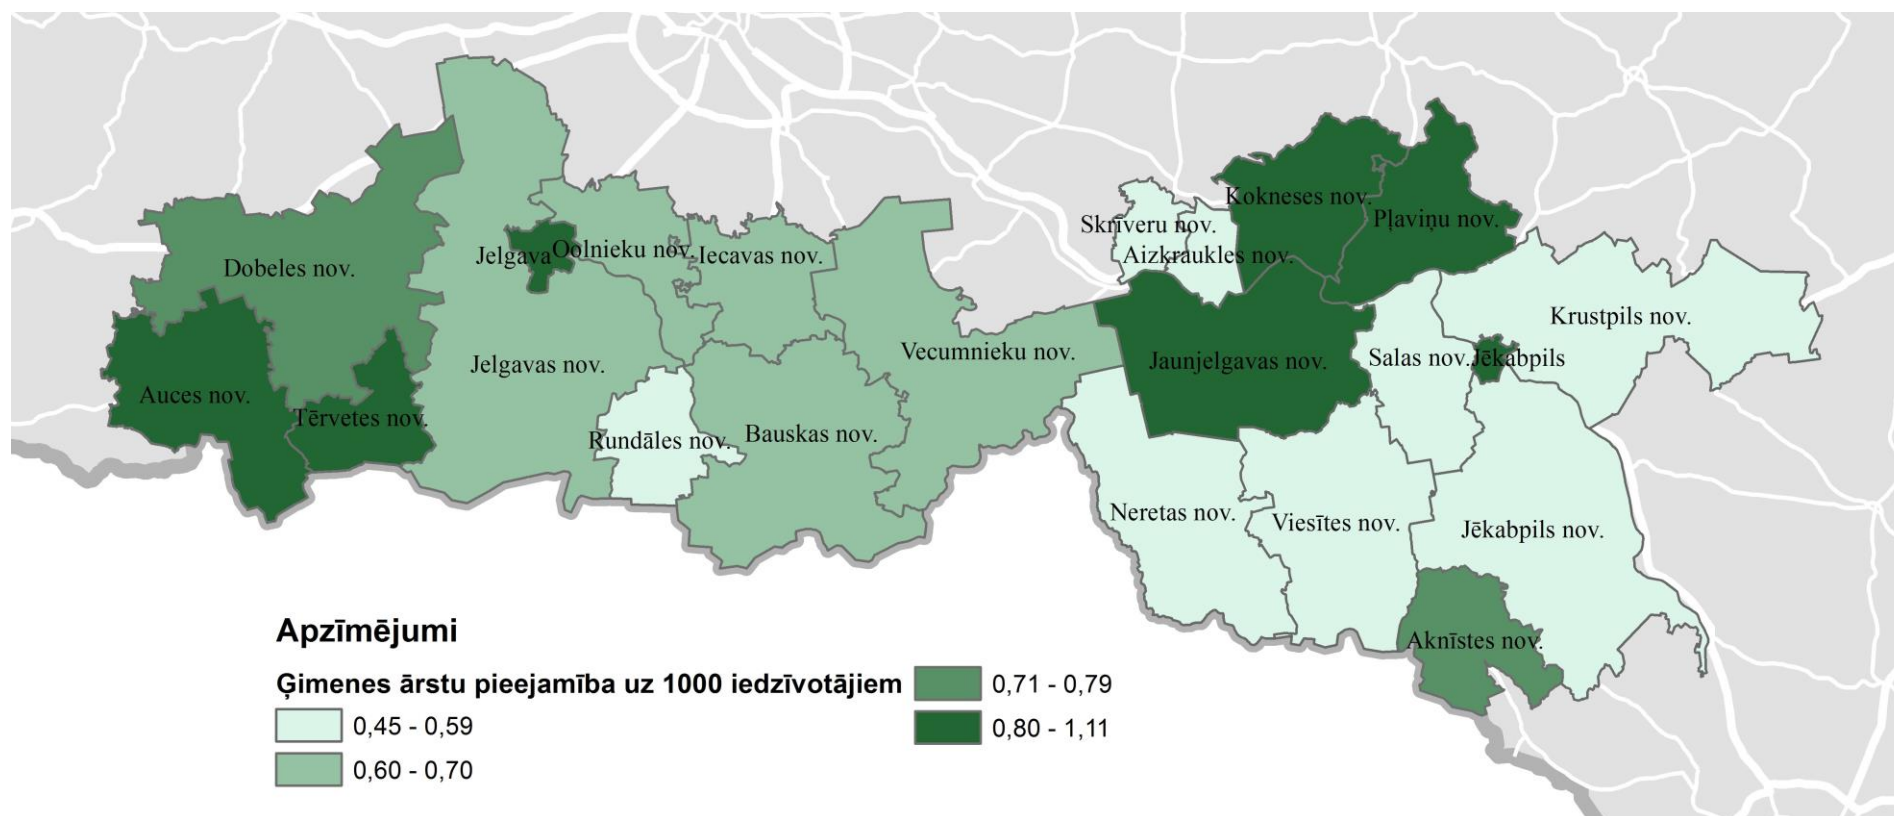 Kokneses nov.
Pļaviņu nov.
Skrīveru nov.
Aizkraukles nov.
Jelgava
Oolnieku nov.
Iecavas nov.
Dobeles nov.
Krustpils nov.
Vecumnieku nov.
Jaunjelgavas nov.
Salas nov.
Jēkabpils
Jelgavas nov.
Auces nov.
Tērvetes nov.
Rundāles nov.
Bauskas nov.
Neretas nov.
Viesītes nov.
Jēkabpils nov.
Aknīstes nov.
Apzīmējumi
Ģimenes ārstu pieejamība uz 1000 iedzīvotājiem
0,45 - 0,59
0,60 - 0,70
0,71 - 0,79
0,80 - 1,11